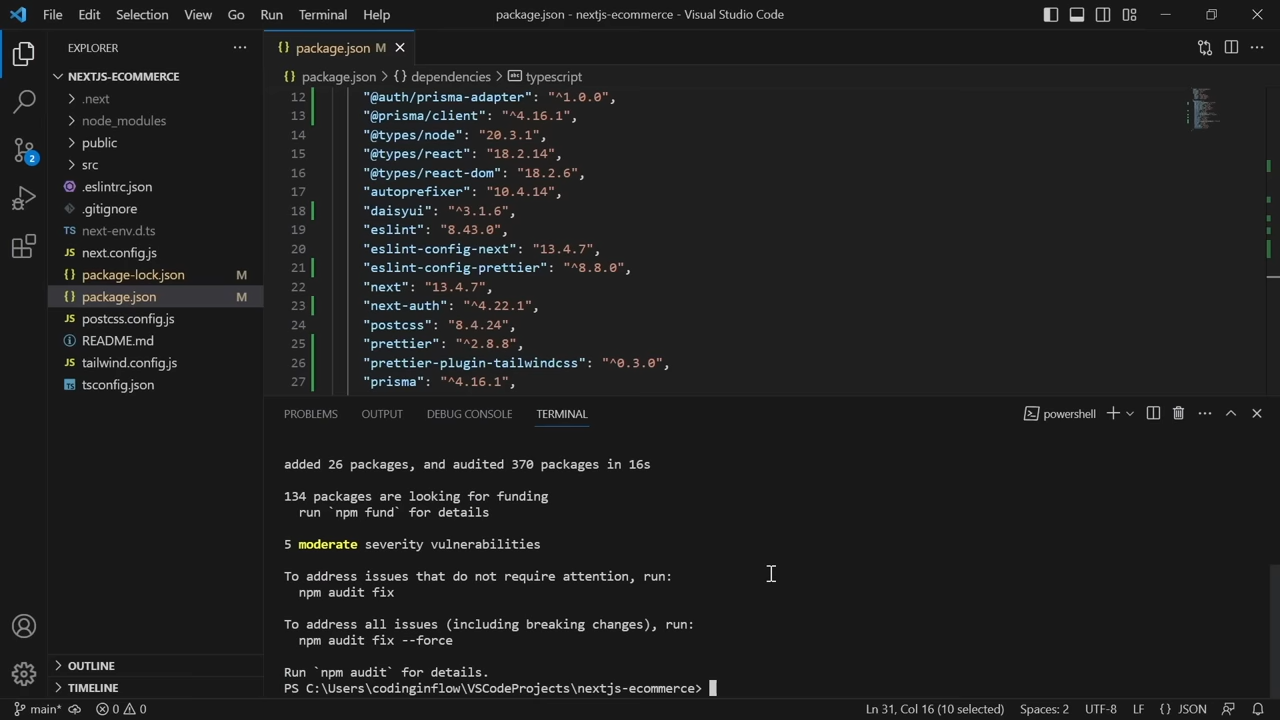 File Edit Selection View Go Run Terminal Help
package.json - nextjs-ecommerce - Visual Studio Code
EXPLORER
NEXTJS-ECOMMERCE
.next
node_modules
public
src
.eslintrc.json
.gitignore
next-env.d.ts
JS next.config.js
{} package-lock.json M
{} package.json M
JS postcss.config.js
README.md
JS tailwind.config.js
TS tsconfig.json
OUTLINE
TIMELINE
2
{} package.json M
{} package.json > {} dependencies > abc typescript
12 "@auth/prisma-adapter": "^1.0.0",
13 "@prisma/client": "^4.16.1",
14 "@types/node": "20.3.1",
15 "@types/react": "18.2.14",
16 "@types/react-dom": "18.2.6",
17 "autoprefixer": "10.4.14",
18 "daisyui": "^3.1.6",
19 "eslint": "8.43.0",
20 "eslint-config-next": "13.4.7",
21 "eslint-config-prettier": "^8.8.0",
22 "next": "13.4.7",
23 "next-auth": "^4.22.1",
24 "postcss": "8.4.24",
25 "prettier": "^2.8.8",
26 "prettier-plugin-tailwindcss": "^0.3.0",
27 "prisma": "^4.16.1",
PROBLEMS OUTPUT DEBUG CONSOLE TERMINAL
powershell
added 26 packages, and audited 370 packages in 16s
134 packages are looking for funding
run `npm fund` for details
5 moderate severity vulnerabilities
To address issues that do not require attention, run:
npm audit fix
To address all issues (including breaking changes), run:
npm audit fix --force
Run `npm audit` for details.
PS C:\Users\codinginflow\VSCodeProjects\nextjs-ecommerce>
main* 0 0
Ln 31, Col 16 (10 selected) Spaces: 2 UTF-8 LF {} JSON